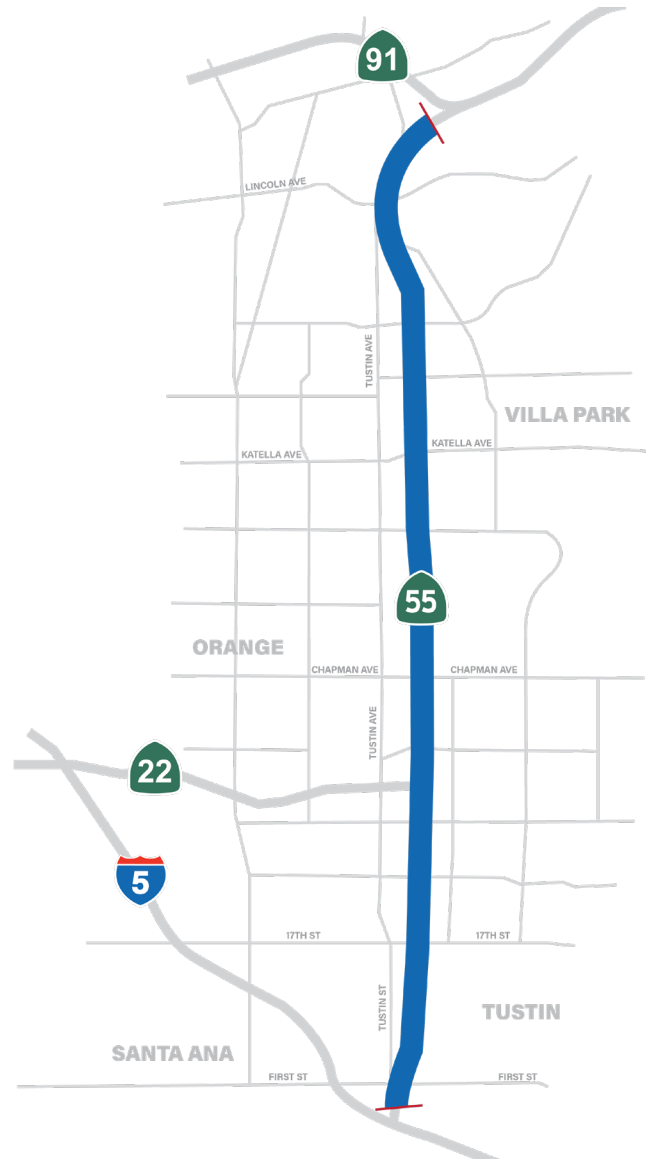 91
LINCOLN AVE
TUSTIN AVE
VILLA PARK
KATELLA AVE
KATELLA AVE
55
ORANGE
CHAPMAN AVE
CHAPMAN AVE
TUSTIN AVE
22
5
17TH ST
17TH ST
TUSTIN ST
TUSTIN
SANTA ANA
FIRST ST
FIRST ST